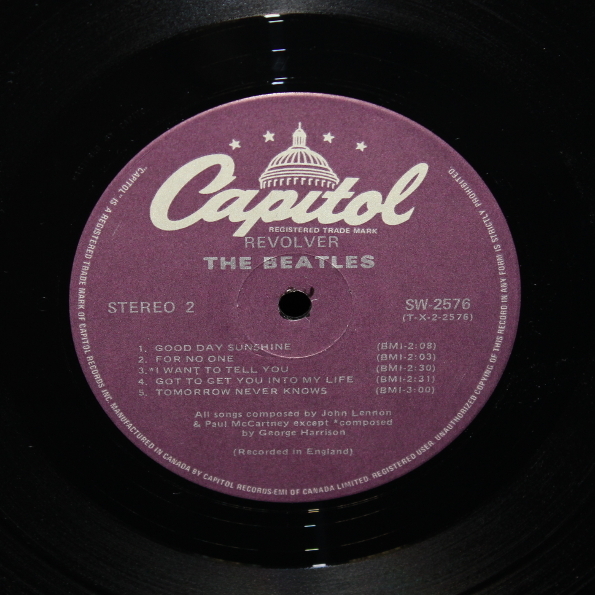 Capitol
REGISTERED TRADE MARK
REVOLVER
THE BEATLES
STEREO 2
SW-2576
(T-X-2-2576)
1. GOOD DAY SUNSHINE (BMI-2:08)
2. FOR NO ONE (BMI-2:03)
3.*I WANT TO TELL YOU (BMI-2:30)
4. GOT TO GET YOU INTO MY LIFE (BMI-2:31)
5. TOMORROW NEVER KNOWS (BMI-3:00)
All songs composed by John Lennon
& Paul McCartney except *composed
by George Harrison
(Recorded in England)
"CAPITOL" IS A REGISTERED TRADE MARK OF CAPITOL RECORDS INC. MANUFACTURED IN CANADA BY CAPITOL RECORDS-EMI OF CANADA LIMITED. REGISTERED USER. UNAUTHORIZED COPYING OF THIS RECORD IN ANY FORM IS STRICTLY PROHIBITED.